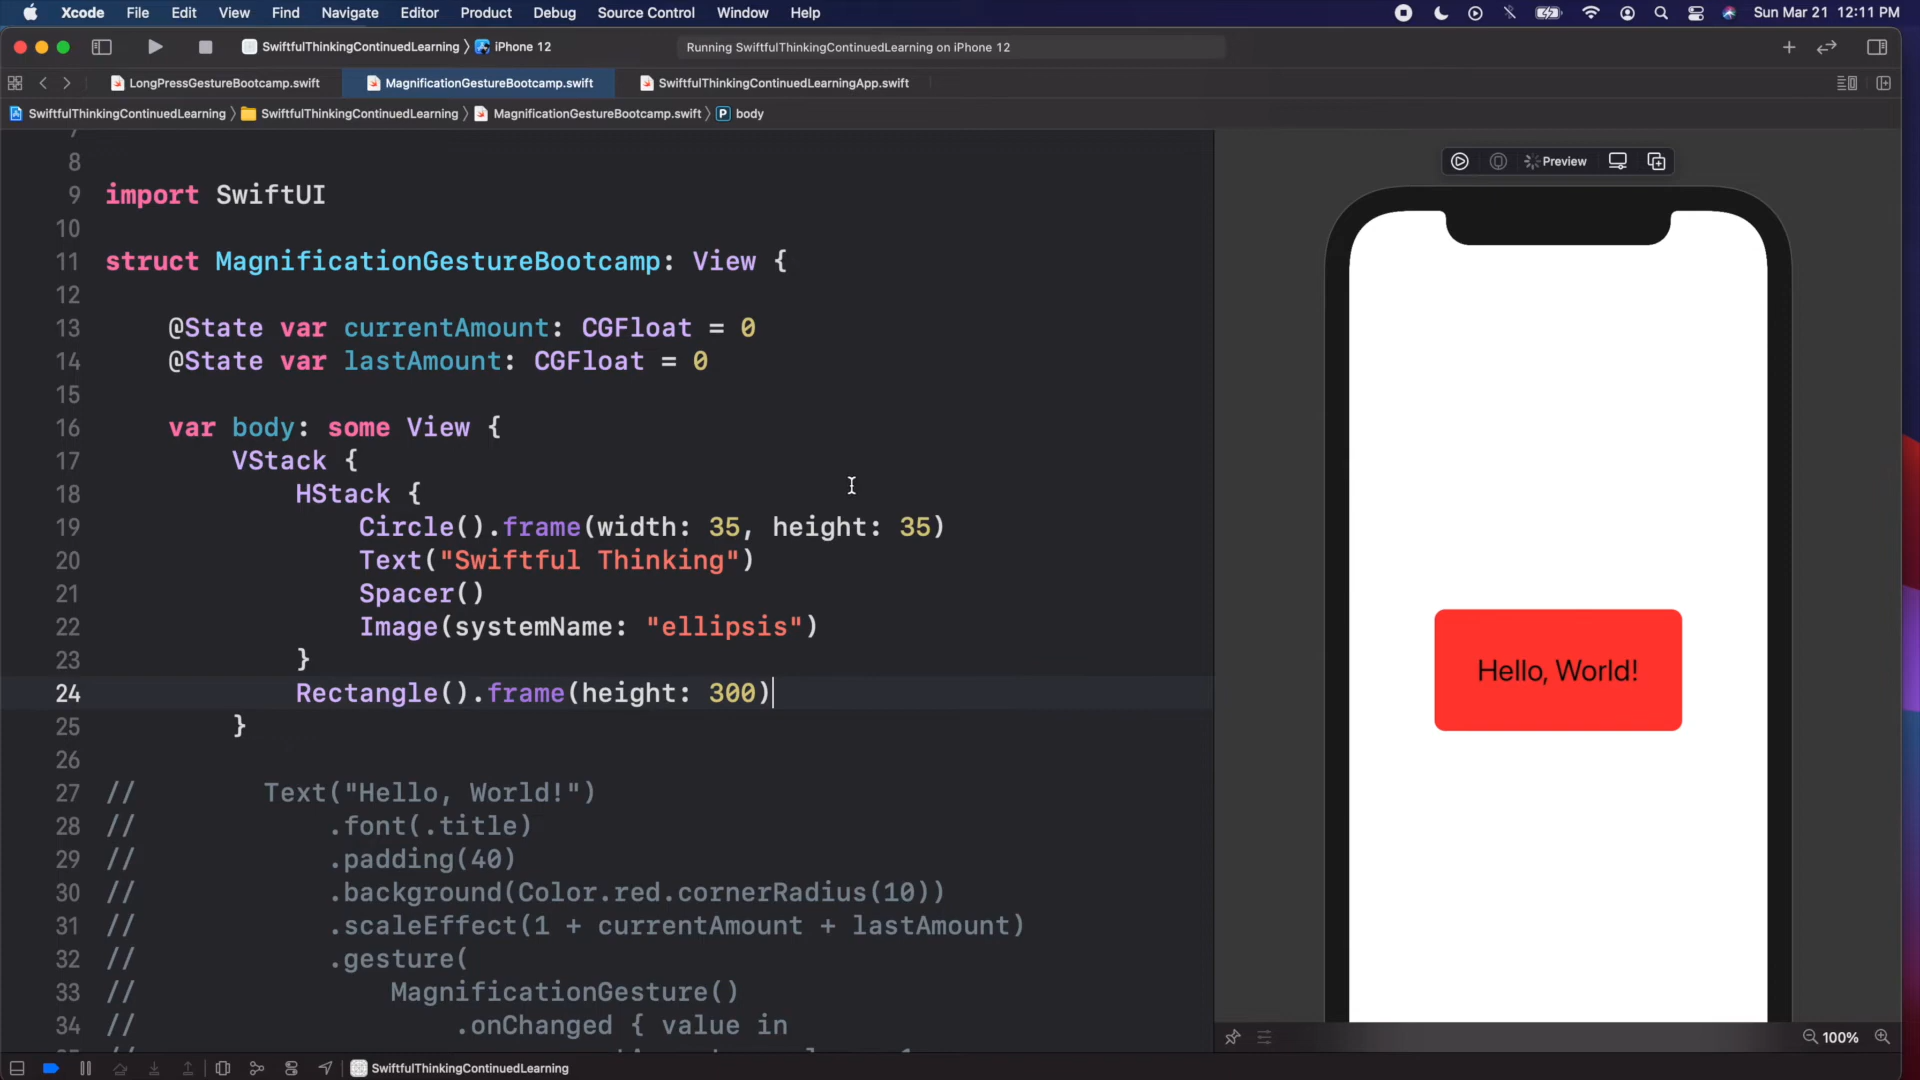 Xcode File Edit View Find Navigate Editor Product Debug Source Control Window Help Sun Mar 21 12:11 PM
SwiftfulThinkingContinuedLearning iPhone 12 Running SwiftfulThinkingContinuedLearning on iPhone 12
LongPressGestureBootcamp.swift MagnificationGestureBootcamp.swift SwiftfulThinkingContinuedLearningApp.swift
SwiftfulThinkingContinuedLearning SwiftfulThinkingContinuedLearning MagnificationGestureBootcamp.swift P body
8
9 import SwiftUI
10
11 struct MagnificationGestureBootcamp: View {
12
13 @State var currentAmount: CGFloat = 0
14 @State var lastAmount: CGFloat = 0
15
16 var body: some View {
17 VStack {
18 HStack {
19 Circle().frame(width: 35, height: 35)
20 Text("Swiftful Thinking")
21 Spacer()
22 Image(systemName: "ellipsis")
23 }
24 Rectangle().frame(height: 300)
25 }
26
27 // Text("Hello, World!")
28 // .font(.title)
29 // .padding(40)
30 // .background(Color.red.cornerRadius(10))
31 // .scaleEffect(1 + currentAmount + lastAmount)
32 // .gesture(
33 // MagnificationGesture()
34 // .onChanged { value in
Preview
Hello, World!
100%
SwiftfulThinkingContinuedLearning